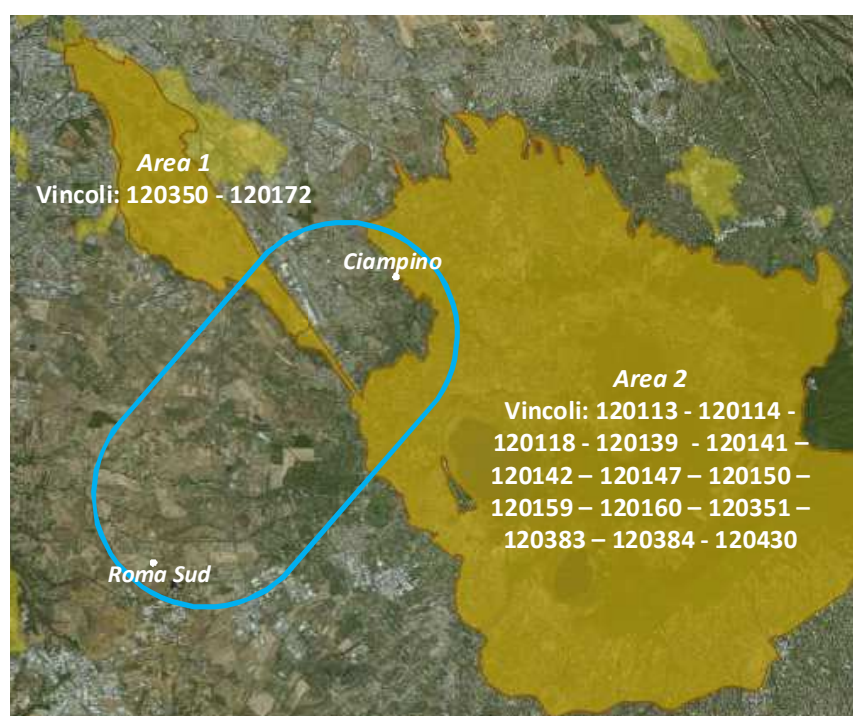 Area 1
Vincoli: 120350 - 120172
Ciampino
Area 2
Vincoli: 120113 - 120114 -
120118 - 120139 - 120141 –
120142 – 120147 – 120150 –
120159 – 120160 – 120351 –
120383 – 120384 - 120430
Roma Sud